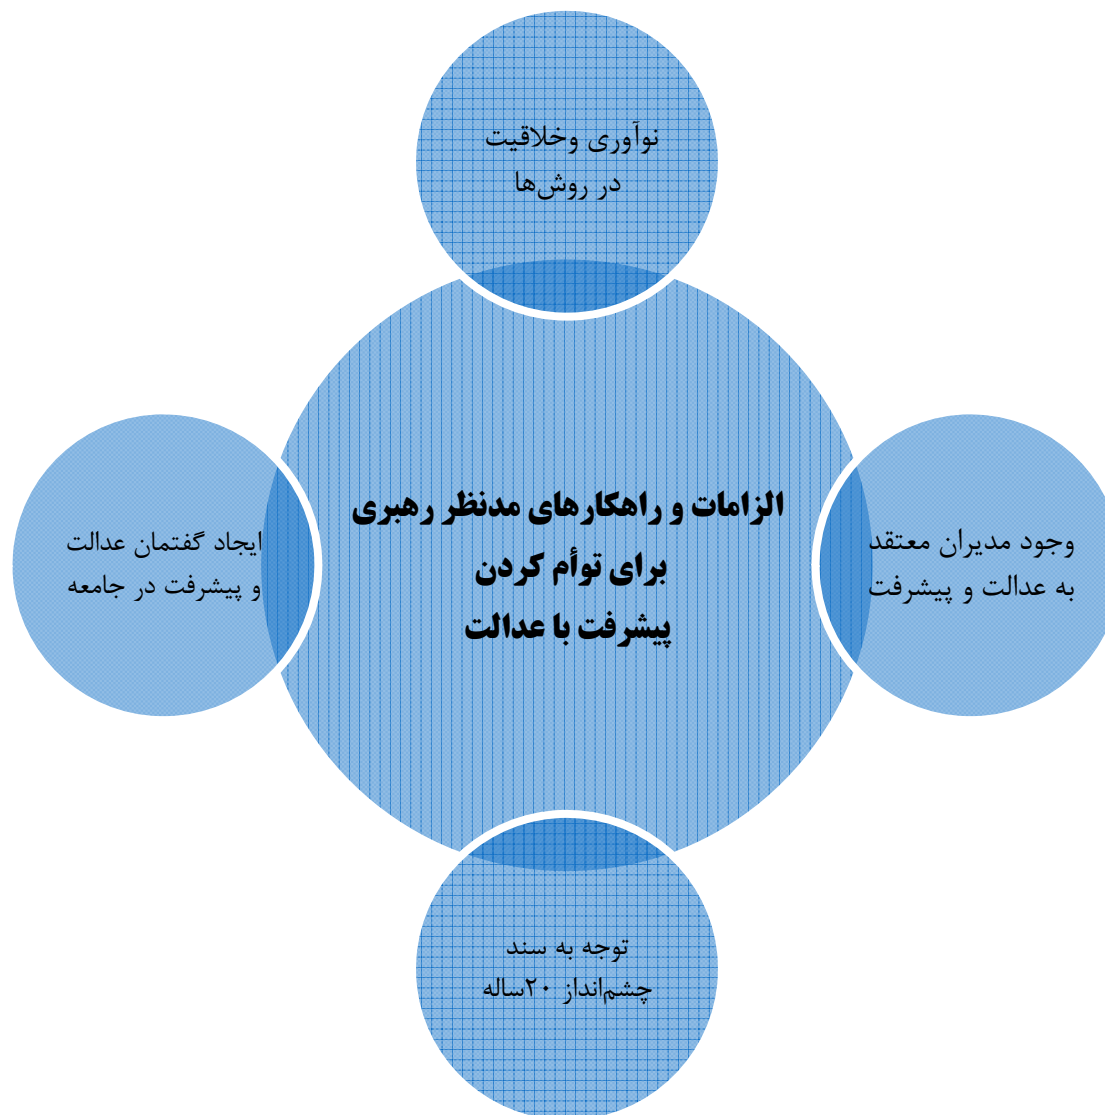 نوآوری وخلاقیت
در روش‌ها
الزامات و راهکارهای مدنظر رهبری
برای توأم کردن
پیشرفت با عدالت
وجود مدیران معتقد
به عدالت و پیشرفت
ایجاد گفتمان عدالت
و پیشرفت در جامعه
توجه به سند
چشم‌انداز ۲۰ساله